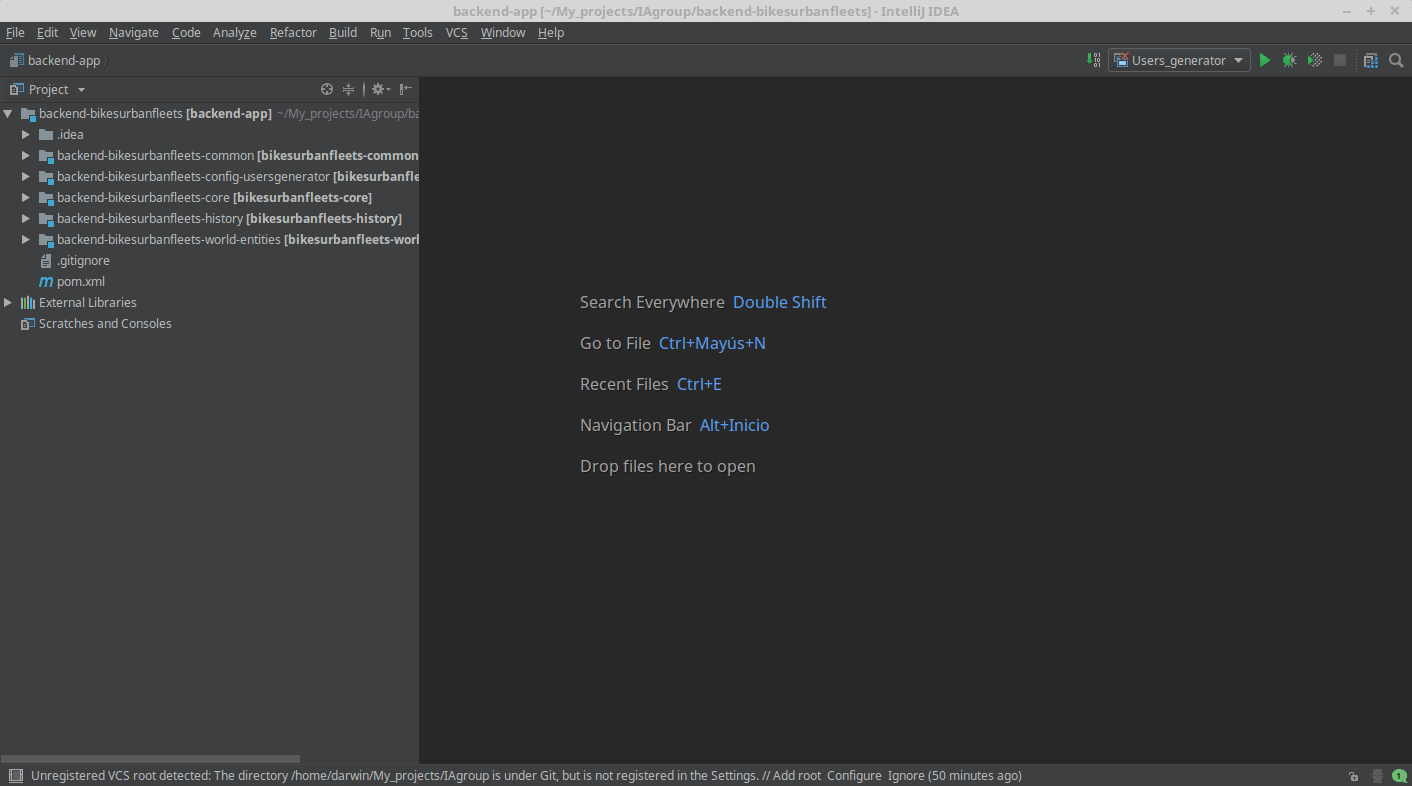 backend-app [~/My_projects/IAgroup/backend-bikesurbanfleets] - IntelliJ IDEA
File Edit View Navigate Code Analyze Refactor Build Run Tools VCS Window Help
backend-app Users_generator
Project
backend-bikesurbanfleets [backend-app] ~/My_projects/IAgroup/ba
.idea
backend-bikesurbanfleets-common [bikesurbanfleets-common
backend-bikesurbanfleets-config-usersgenerator [bikesurbanfle
backend-bikesurbanfleets-core [bikesurbanfleets-core]
backend-bikesurbanfleets-history [bikesurbanfleets-history]
backend-bikesurbanfleets-world-entities [bikesurbanfleets-worl
.gitignore
m pom.xml
External Libraries
Scratches and Consoles
Search Everywhere Double Shift
Go to File Ctrl+Mayús+N
Recent Files Ctrl+E
Navigation Bar Alt+Inicio
Drop files here to open
Unregistered VCS root detected: The directory /home/darwin/My_projects/IAgroup is under Git, but is not registered in the Settings. // Add root Configure Ignore (50 minutes ago) 1